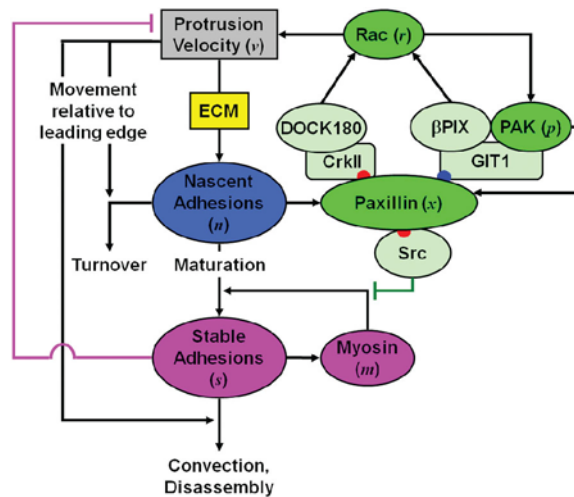 Protrusion
Velocity (v)
Rac (r)
Movement
relative to
leading edge
ECM
DOCK180
CrkII
βPIX
PAK (p)
GIT1
Nascent
Adhesions
(n)
Paxillin (x)
Turnover
Maturation
Src
Stable
Adhesions
(s)
Myosin
(m)
Convection,
Disassembly